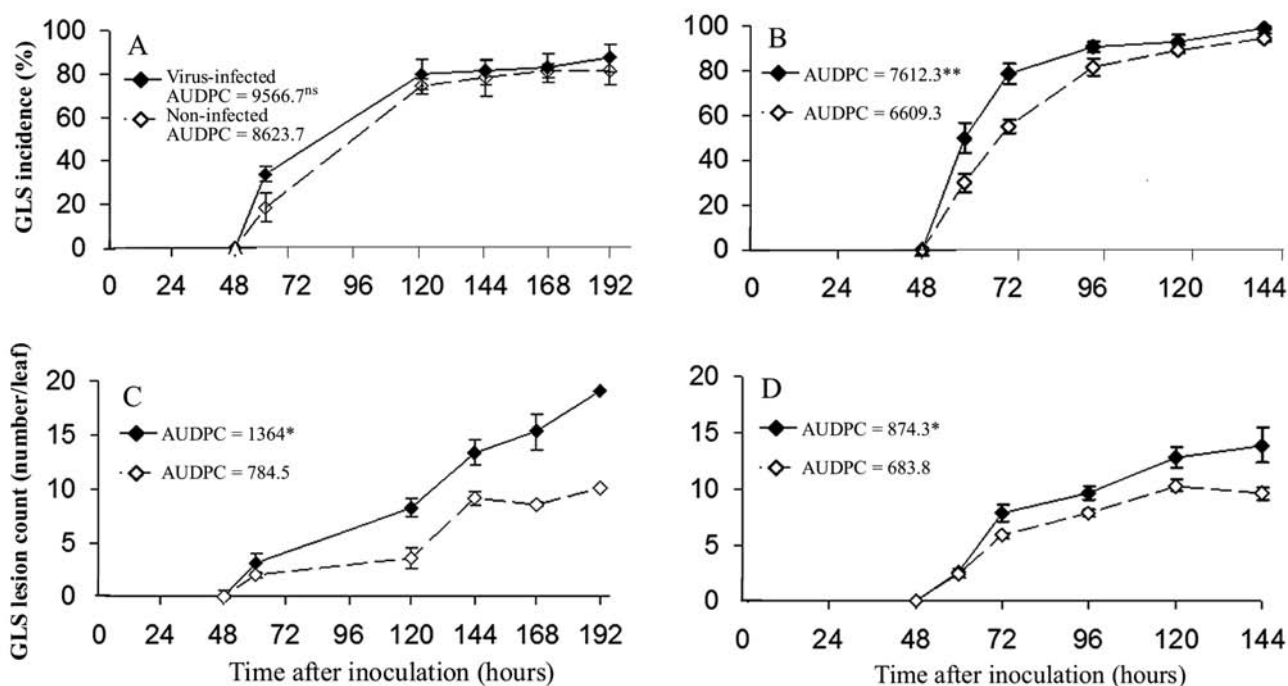 GLS incidence (%)
A
100
80
60
40
20
0
Virus-infected
AUDPC = 9566.7ns
Non-infected
AUDPC = 8623.7
0 24 48 72 96 120 144 168 192
B
100
80
60
40
20
0
AUDPC = 7612.3**
AUDPC = 6609.3
0 24 48 72 96 120 144
GLS lesion count (number/leaf)
C
20
15
10
5
0
AUDPC = 1364*
AUDPC = 784.5
0 24 48 72 96 120 144 168 192
Time after inoculation (hours)
D
20
15
10
5
0
AUDPC = 874.3*
AUDPC = 683.8
0 24 48 72 96 120 144
Time after inoculation (hours)